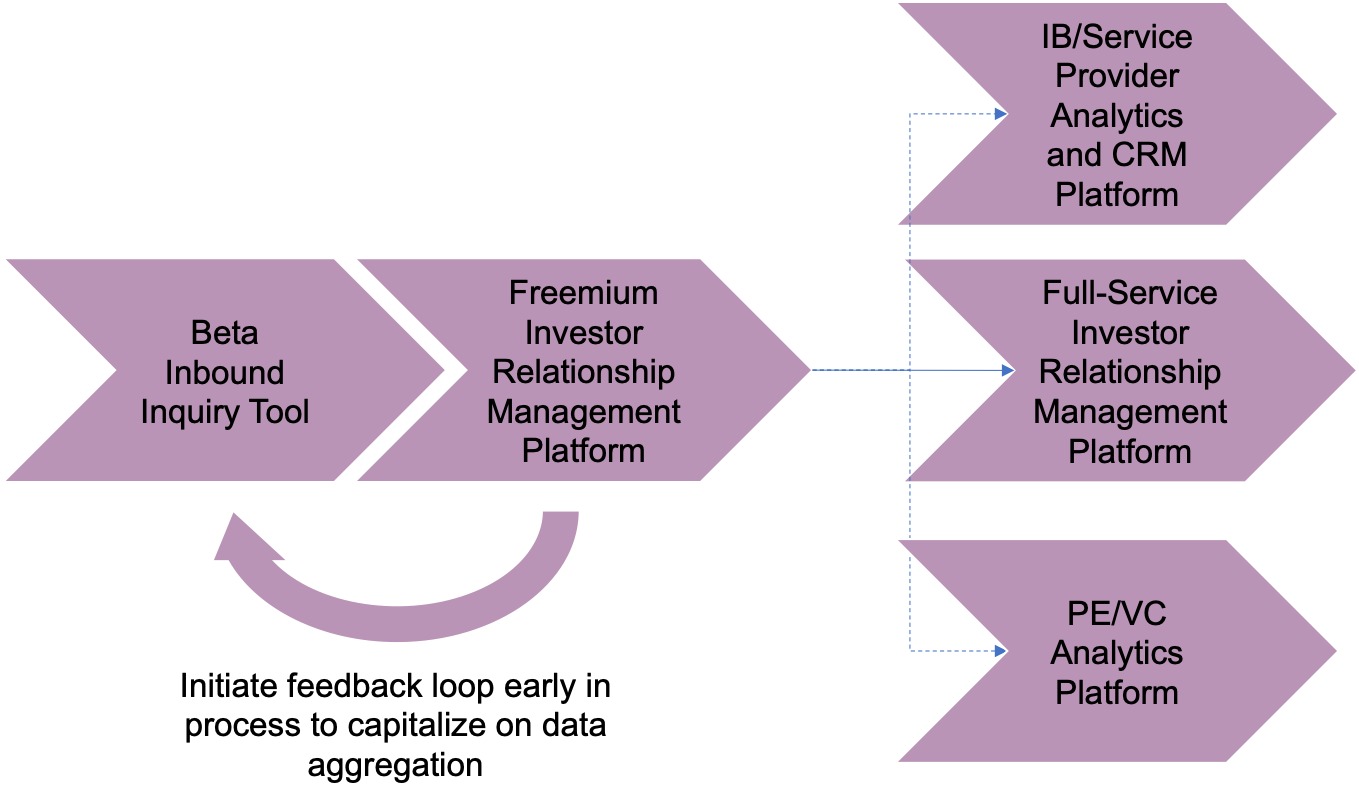 Beta
Inbound
Inquiry Tool
Freemium
Investor
Relationship
Management
Platform
IB/Service
Provider
Analytics
and CRM
Platform
Full-Service
Investor
Relationship
Management
Platform
PE/VC
Analytics
Platform
Initiate feedback loop early in
process to capitalize on data
aggregation